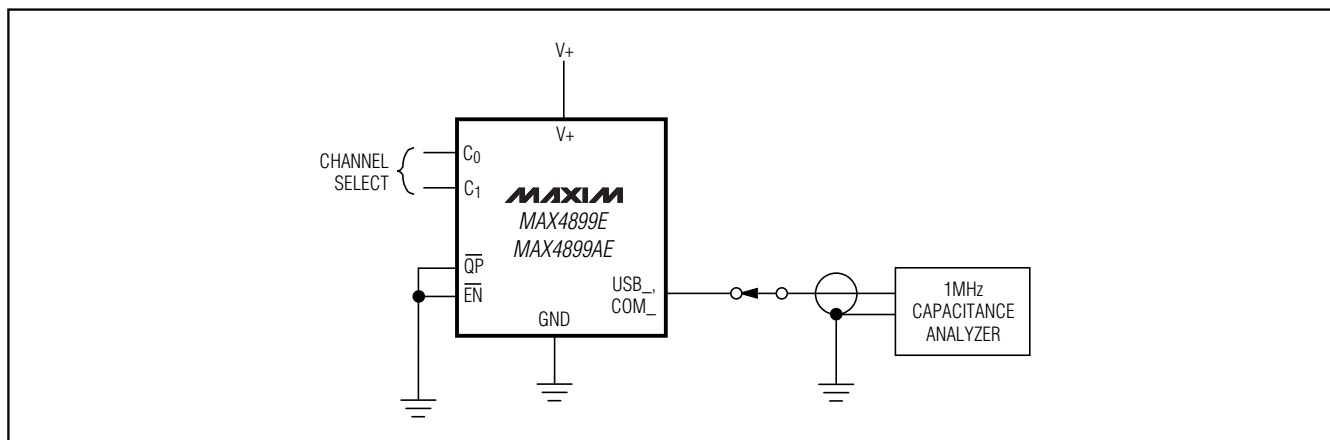 V+
V+
CHANNEL
SELECT
C0
C1
MAXIM
MAX4899E
MAX4899AE
QP
EN
USB_,
COM_
GND
1MHz
CAPACITANCE
ANALYZER